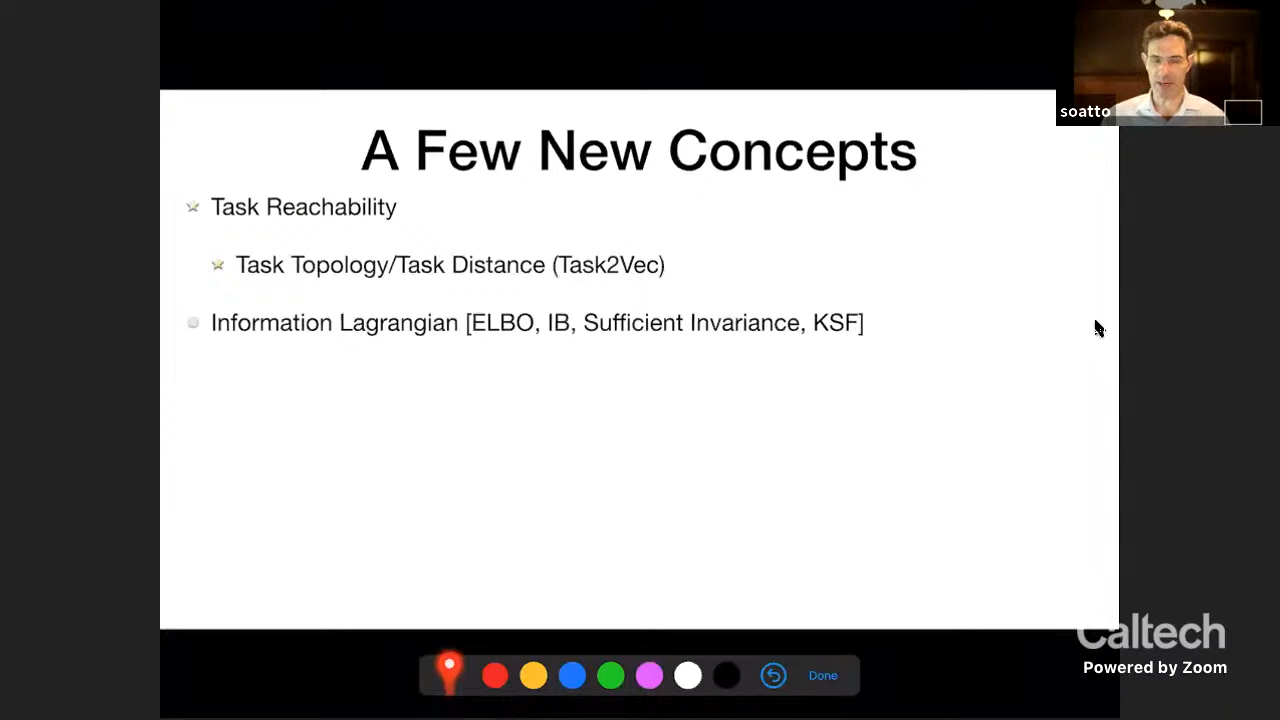 soatto
A Few New Concepts
Task Reachability
Task Topology/Task Distance (Task2Vec)
Information Lagrangian [ELBO, IB, Sufficient Invariance, KSF]
Done
Caltech
Powered by Zoom